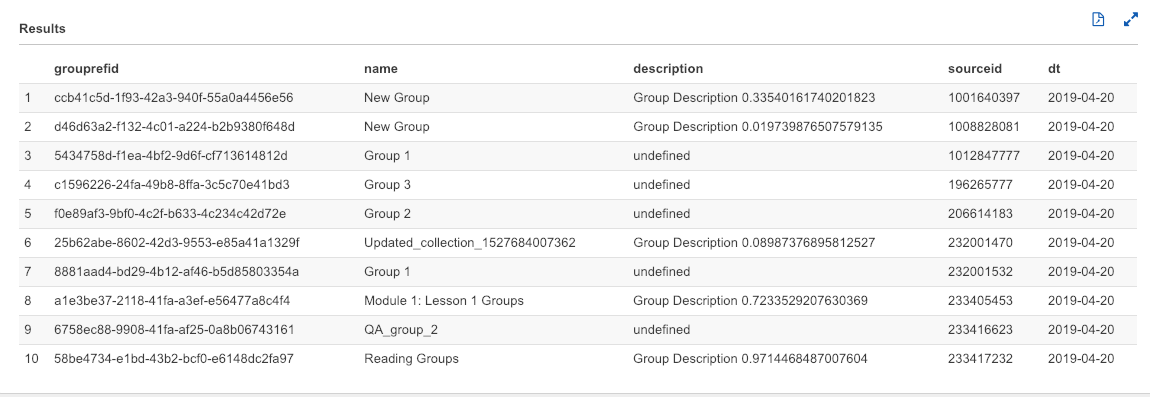 Results
grouprefid name description sourceid dt
1 ccb41c5d-1f93-42a3-940f-55a0a4456e56 New Group Group Description 0.33540161740201823 1001640397 2019-04-20
2 d46d63a2-f132-4c01-a224-b2b9380f648d New Group Group Description 0.019739876507579135 1008828081 2019-04-20
3 5434758d-f1ea-4bf2-9d6f-cf713614812d Group 1 undefined 1012847777 2019-04-20
4 c1596226-24fa-49b8-8ffa-3c5c70e41bd3 Group 3 undefined 196265777 2019-04-20
5 f0e89af3-9bf0-4c2f-b633-4c234c42d72e Group 2 undefined 206614183 2019-04-20
6 25b62abe-8602-42d3-9553-e85a41a1329f Updated_collection_1527684007362 Group Description 0.08987376895812527 232001470 2019-04-20
7 8881aad4-bd29-4b12-af46-b5d85803354a Group 1 undefined 232001532 2019-04-20
8 a1e3be37-2118-41fa-a3ef-e56477a8c4f4 Module 1: Lesson 1 Groups Group Description 0.7233529207630369 233405453 2019-04-20
9 6758ec88-9908-41fa-af25-0a8b06743161 QA_group_2 undefined 233416623 2019-04-20
10 58be4734-e1bd-43b2-bcf0-e6148dc2fa97 Reading Groups Group Description 0.9714468487007604 233417232 2019-04-20